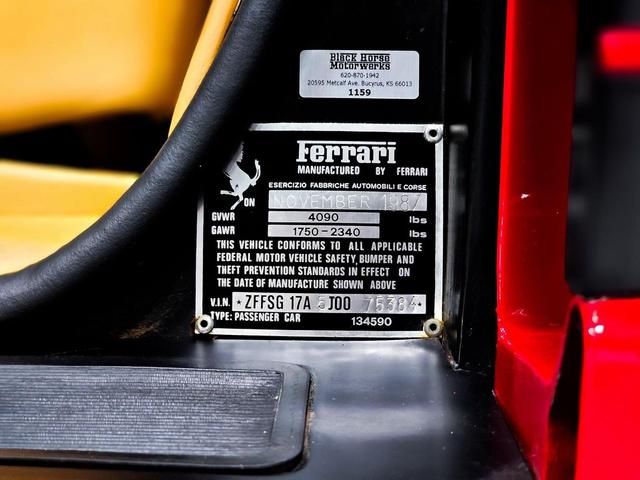 Black Horse
Motorwerks
620-870-1942
20595 Metcalf Ave. Bucyrus, KS 66013
1159
Ferrari
MANUFACTURED BY FERRARI
ESERCIZIO FABBRICHE AUTOMOBILI E CORSE
ON NOVEMBER 1987
GVWR 4090 lbs
GAWR 1750-2340 lbs
THIS VEHICLE CONFORMS TO ALL APPLICABLE
FEDERAL MOTOR VEHICLE SAFETY, BUMPER AND
THEFT PREVENTION STANDARDS IN EFFECT ON
THE DATE OF MANUFACTURE SHOWN ABOVE
V.I.N. * ZFFSG 17A 5J00 75384 *
TYPE: PASSENGER CAR 134590